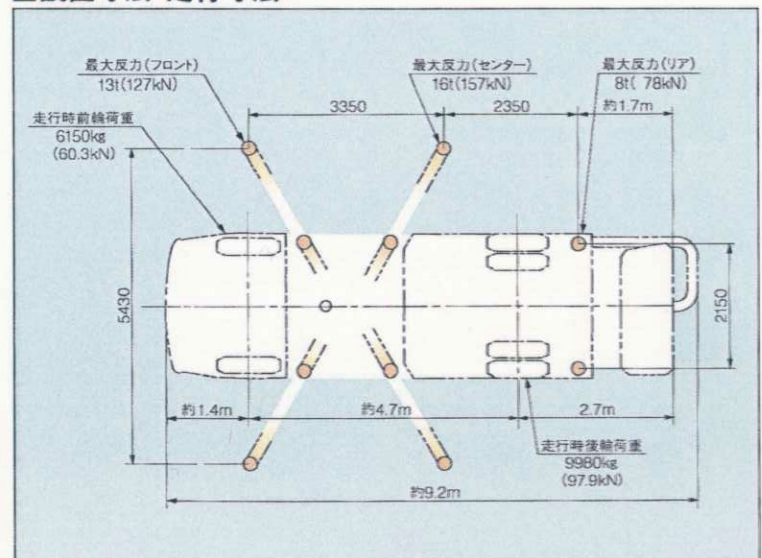 最大反力(フロント)
13t(127kN)
最大反力(センター)
16t(157kN)
最大反力(リア)
8t( 78kN)
3350
2350
約1.7m
走行時前輪荷重
6150kg
(60.3kN)
5430
2150
約1.4m
約4.7m
2.7m
走行時後輪荷重
9980kg
(97.9kN)
約9.2m